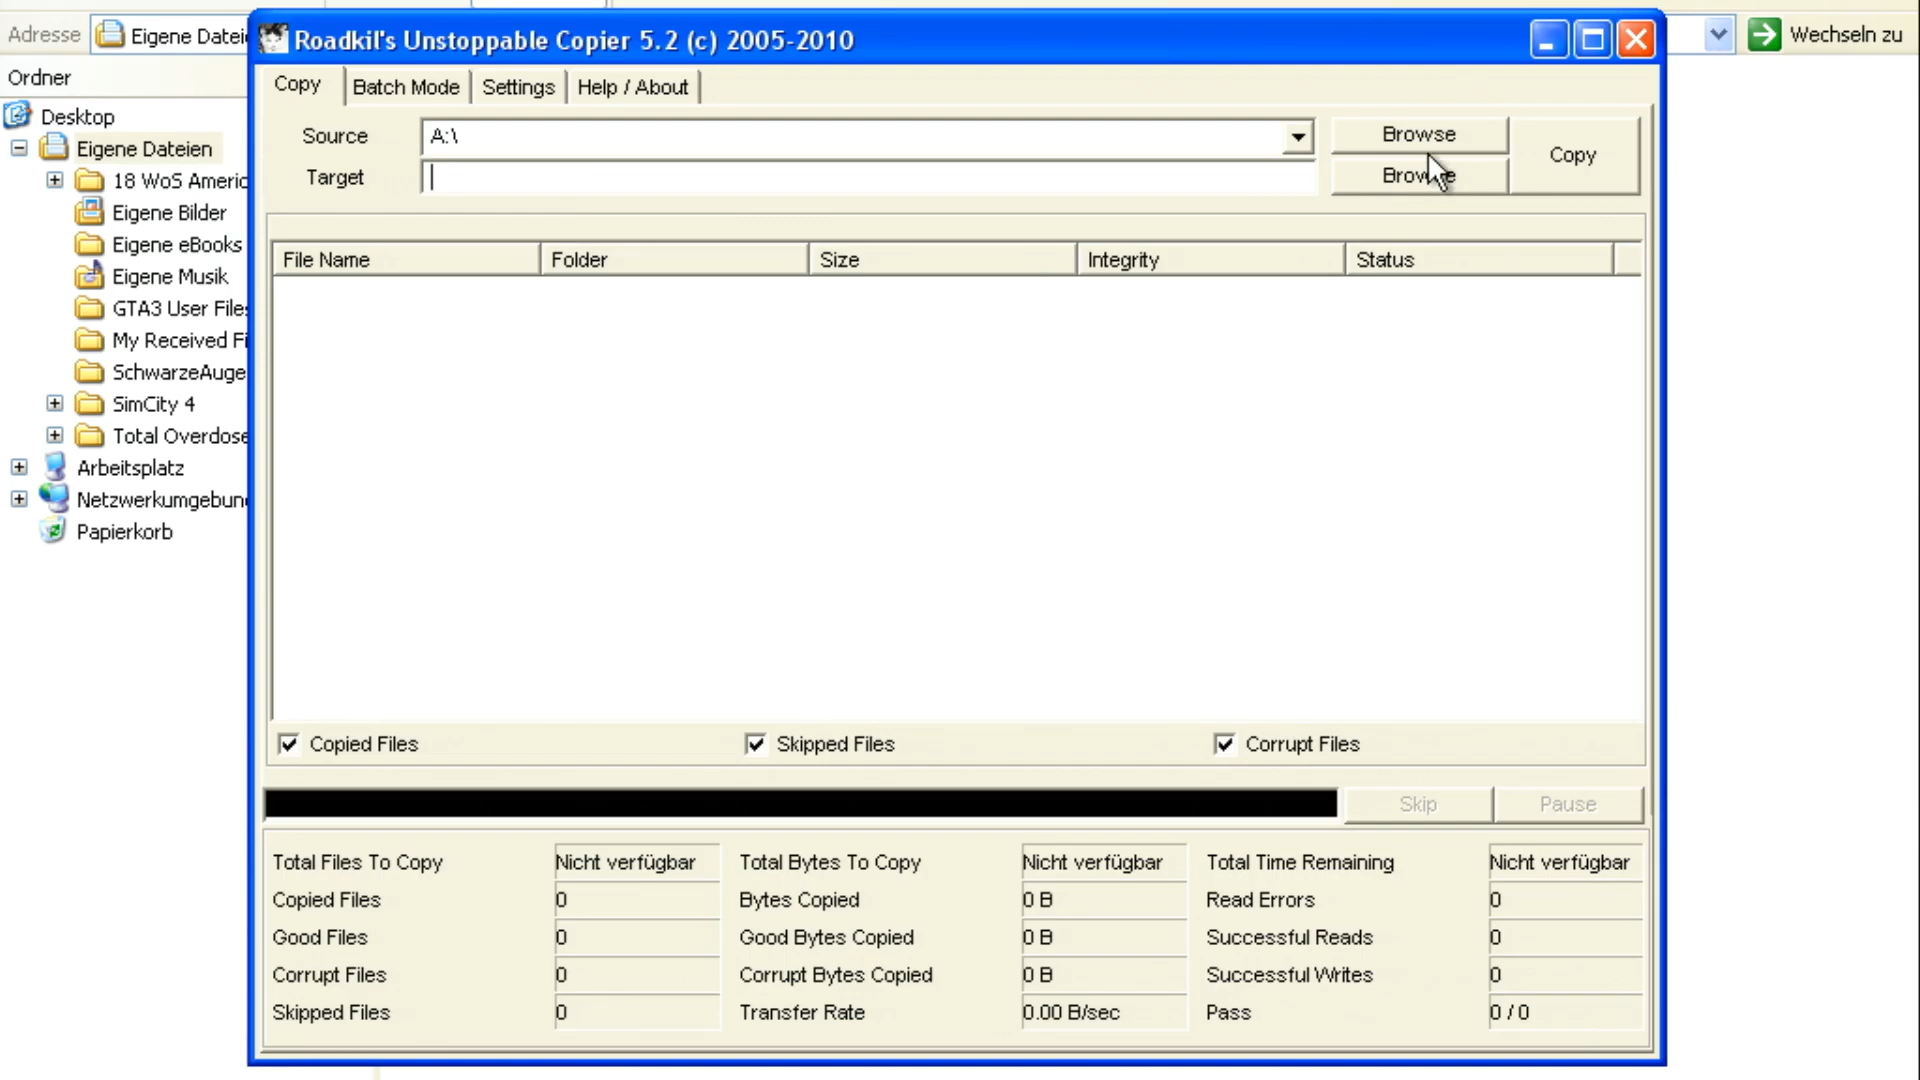 Adresse
Eigene Datei
Wechseln zu
Ordner
Desktop
Eigene Dateien
18 WoS Americ
Eigene Bilder
Eigene eBooks
Eigene Musik
GTA3 User Files
My Received Fi
SchwarzeAuge
SimCity 4
Total Overdose
Arbeitsplatz
Netzwerkumgebun
Papierkorb
Roadkil's Unstoppable Copier 5.2 (c) 2005-2010
Copy Batch Mode Settings Help / About
Source A:\ Browse
Copy
Target Browse
File Name Folder Size Integrity Status
Copied Files Skipped Files Corrupt Files
Skip Pause
Total Files To Copy Nicht verfügbar Total Bytes To Copy Nicht verfügbar Total Time Remaining Nicht verfügbar
Copied Files 0 Bytes Copied 0 B Read Errors 0
Good Files 0 Good Bytes Copied 0 B Successful Reads 0
Corrupt Files 0 Corrupt Bytes Copied 0 B Successful Writes 0
Skipped Files 0 Transfer Rate 0.00 B/sec Pass 0 / 0